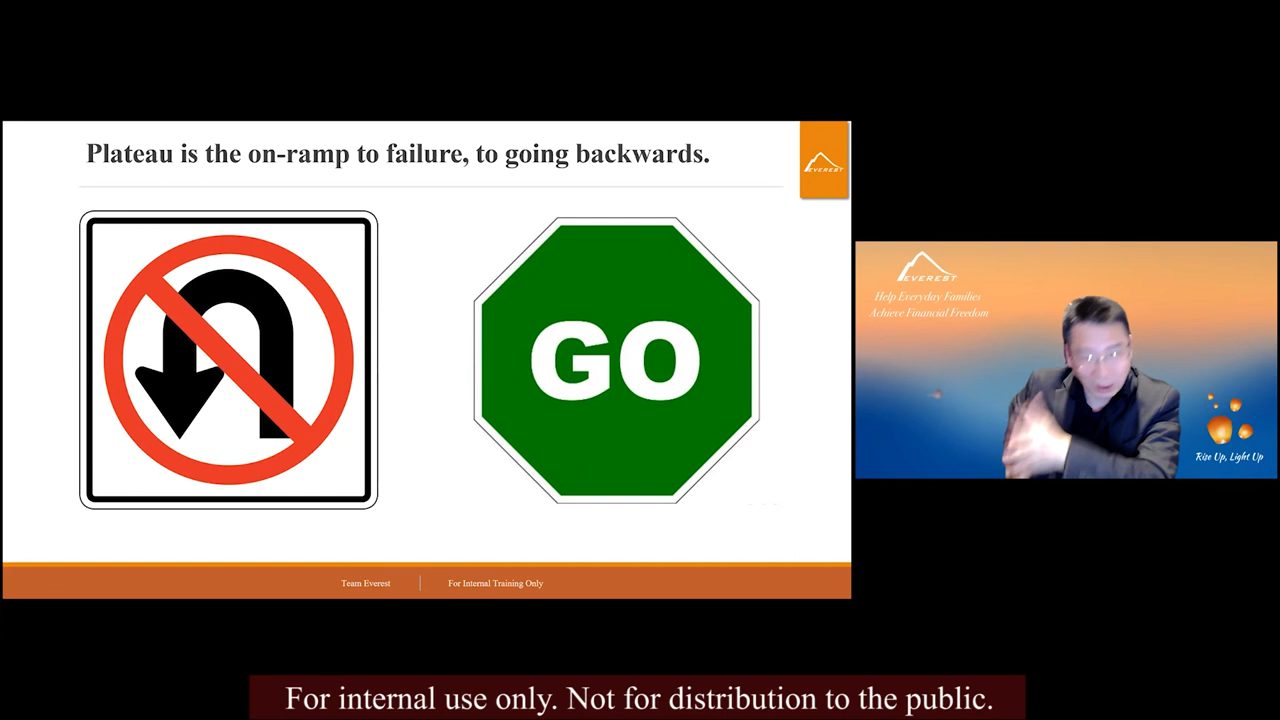 Plateau is the on-ramp to failure, to going backwards.
EVEREST
GO
Team Everest
For Internal Training Only
EVEREST
Help Everyday Families
Achieve Financial Freedom
Rise Up, Light Up
For internal use only. Not for distribution to the public.